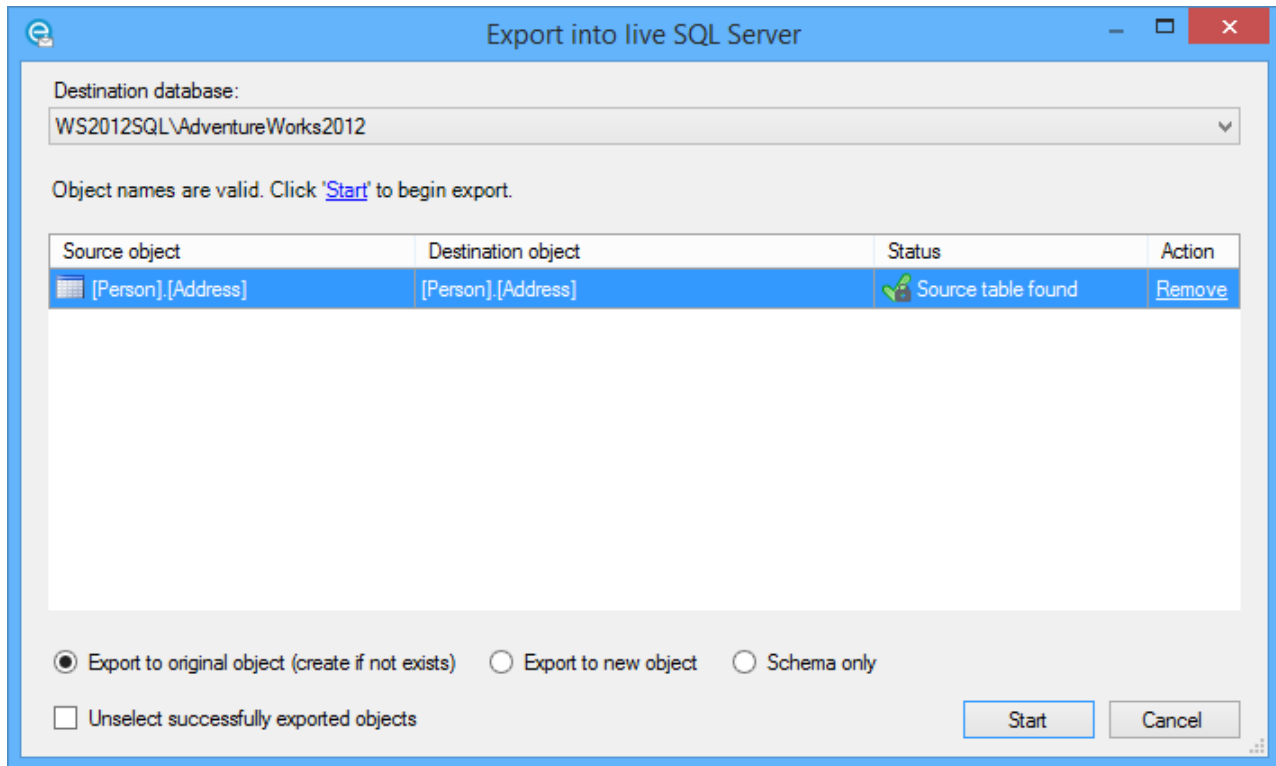 Export into live SQL Server
Destination database:
WS2012SQL\AdventureWorks2012
Object names are valid. Click 'Start' to begin export.
Source object Destination object Status Action
[Person].[Address] [Person].[Address] Source table found Remove
Export to original object (create if not exists) Export to new object Schema only
Unselect successfully exported objects Start Cancel